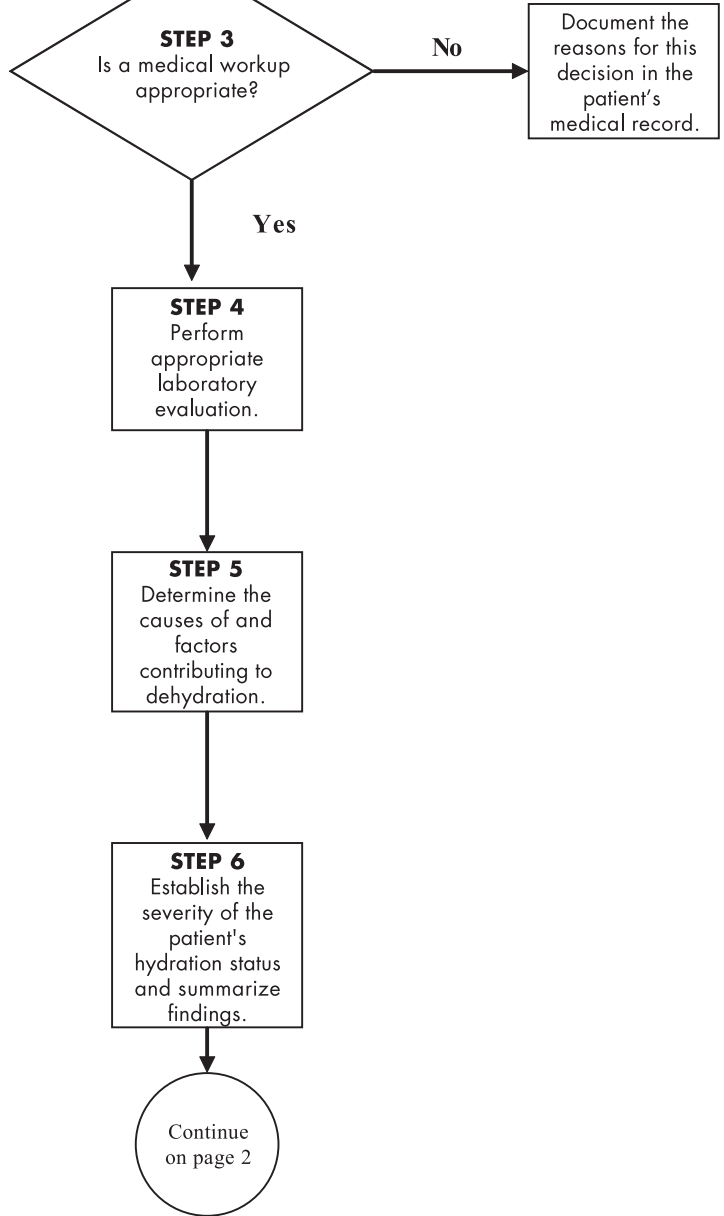 STEP 3
Is a medical workup
appropriate?
No
Document the
reasons for this
decision in the
patient’s
medical record.
Yes
STEP 4
Perform
appropriate
laboratory
evaluation.
STEP 5
Determine the
causes of and
factors
contributing to
dehydration.
STEP 6
Establish the
severity of the
patient's
hydration status
and summarize
findings.
Continue
on page 2